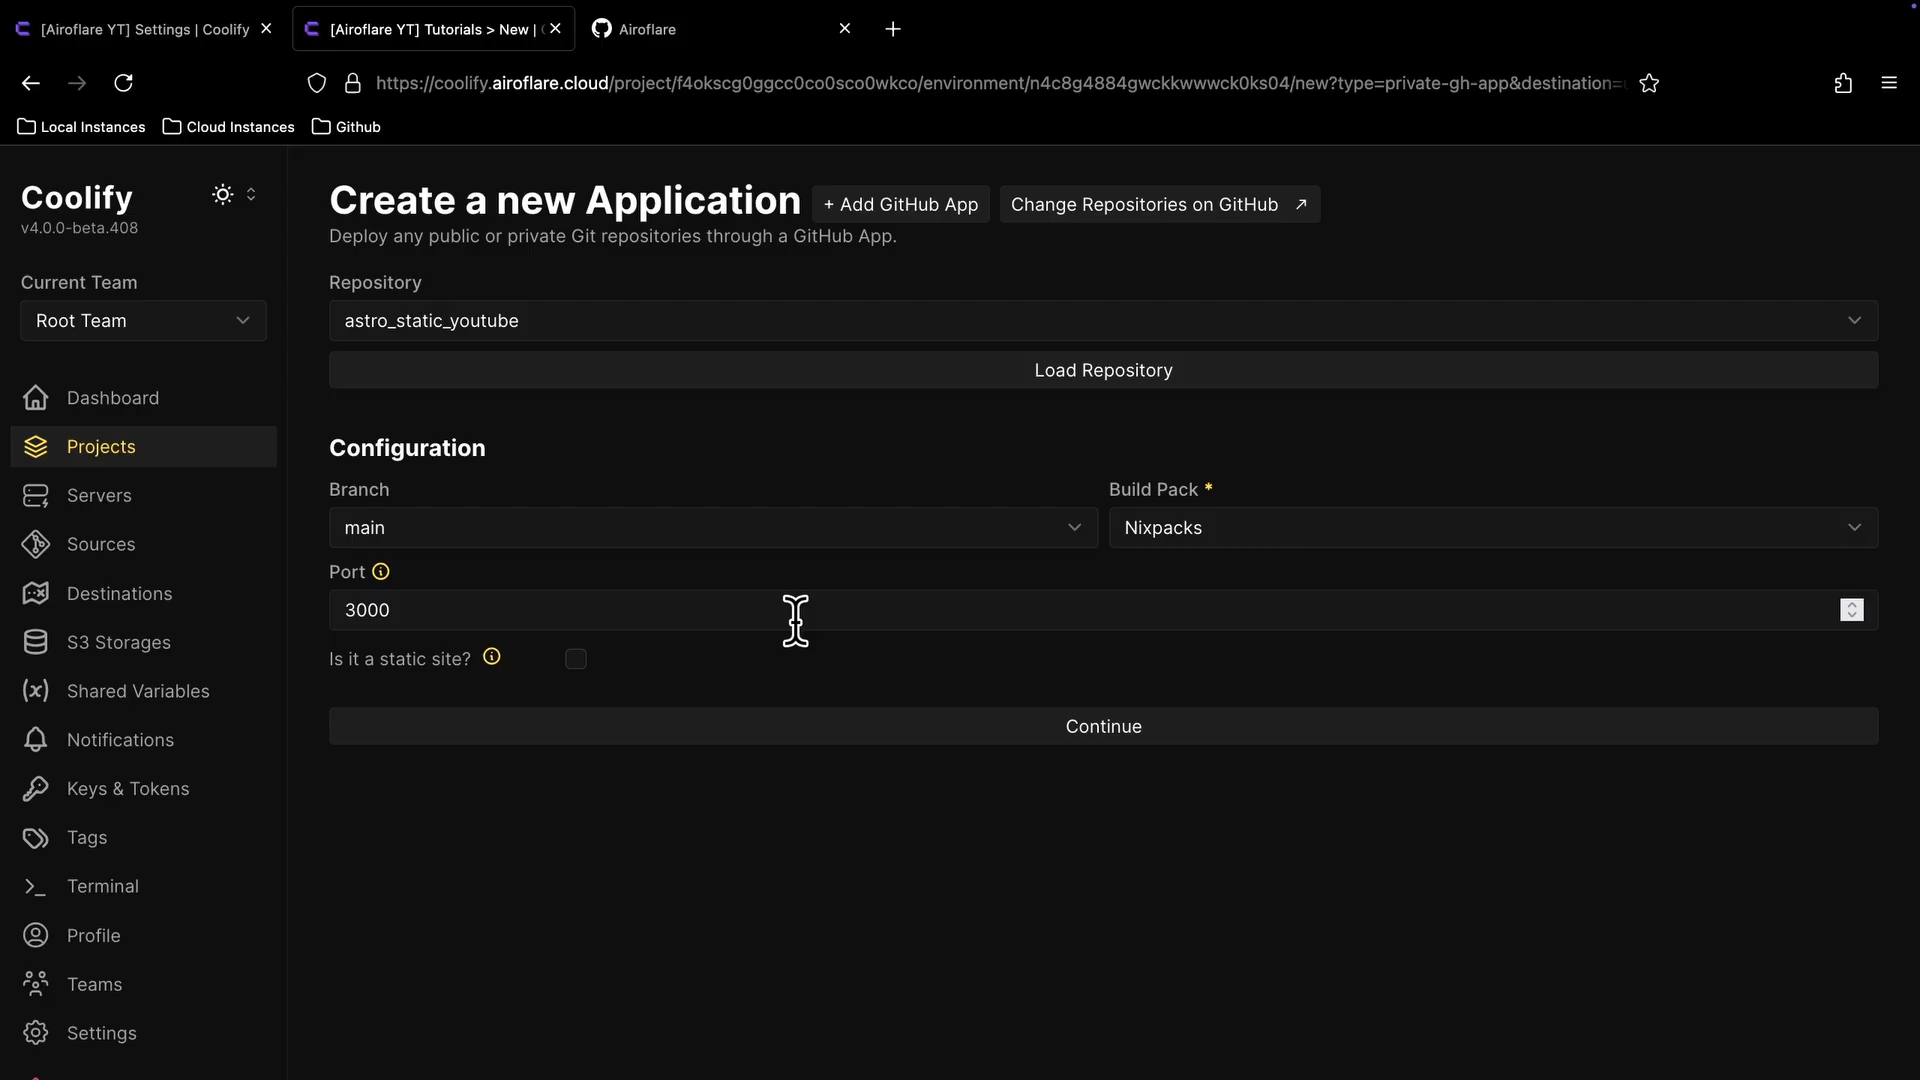 [Airoflare YT] Settings | Coolify
[Airoflare YT] Tutorials > New |
Airoflare
https://coolify.airoflare.cloud/project/f4okscg0ggcc0co0sco0wkco/environment/n4c8g4884gwckkwwwck0ks04/new?type=private-gh-app&destination=
Local Instances
Cloud Instances
Github
Coolify
v4.0.0-beta.408
Current Team
Root Team
Dashboard
Projects
Servers
Sources
Destinations
S3 Storages
Shared Variables
Notifications
Keys & Tokens
Tags
Terminal
Profile
Teams
Settings
Create a new Application
+ Add GitHub App
Change Repositories on GitHub
Deploy any public or private Git repositories through a GitHub App.
Repository
astro_static_youtube
Load Repository
Configuration
Branch
main
Build Pack *
Nixpacks
Port
3000
Is it a static site?
Continue